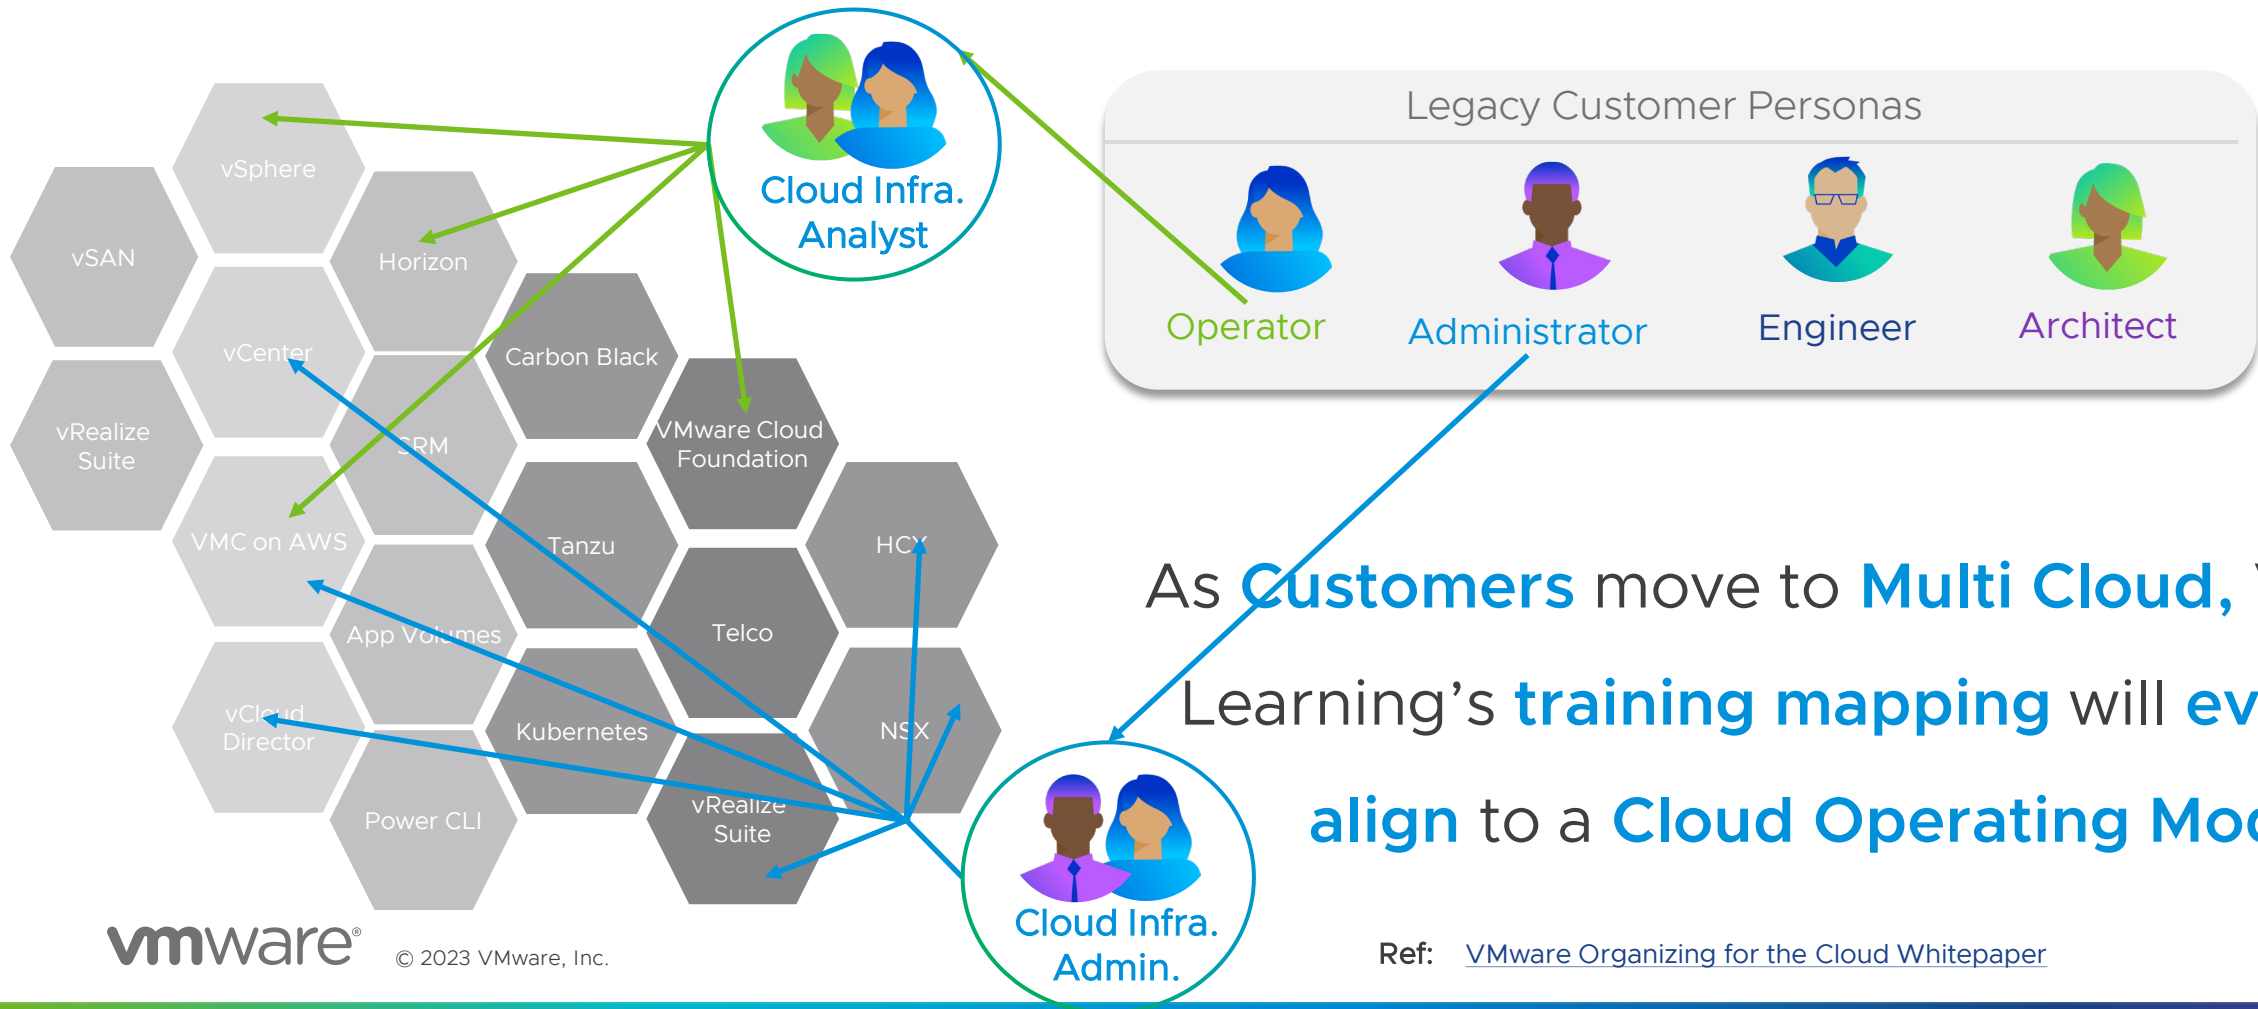 Cloud Infra.
Analyst
Legacy Customer Personas
Operator
Administrator
Engineer
Architect
vSphere
vSAN
Horizon
vCenter
Carbon Black
vRealize
Suite
SRM
VMware Cloud
Foundation
VMC on AWS
Tanzu
HCX
App Volumes
Telco
vCloud
Director
Kubernetes
NSX
Power CLI
vRealize
Suite
As Customers move to Multi Cloud,
Learning's training mapping will
align to a Cloud Operating
Cloud Infra.
Admin.
vmware®
© 2023 VMware, Inc.
Ref: VMware Organizing for the Cloud Whitepaper